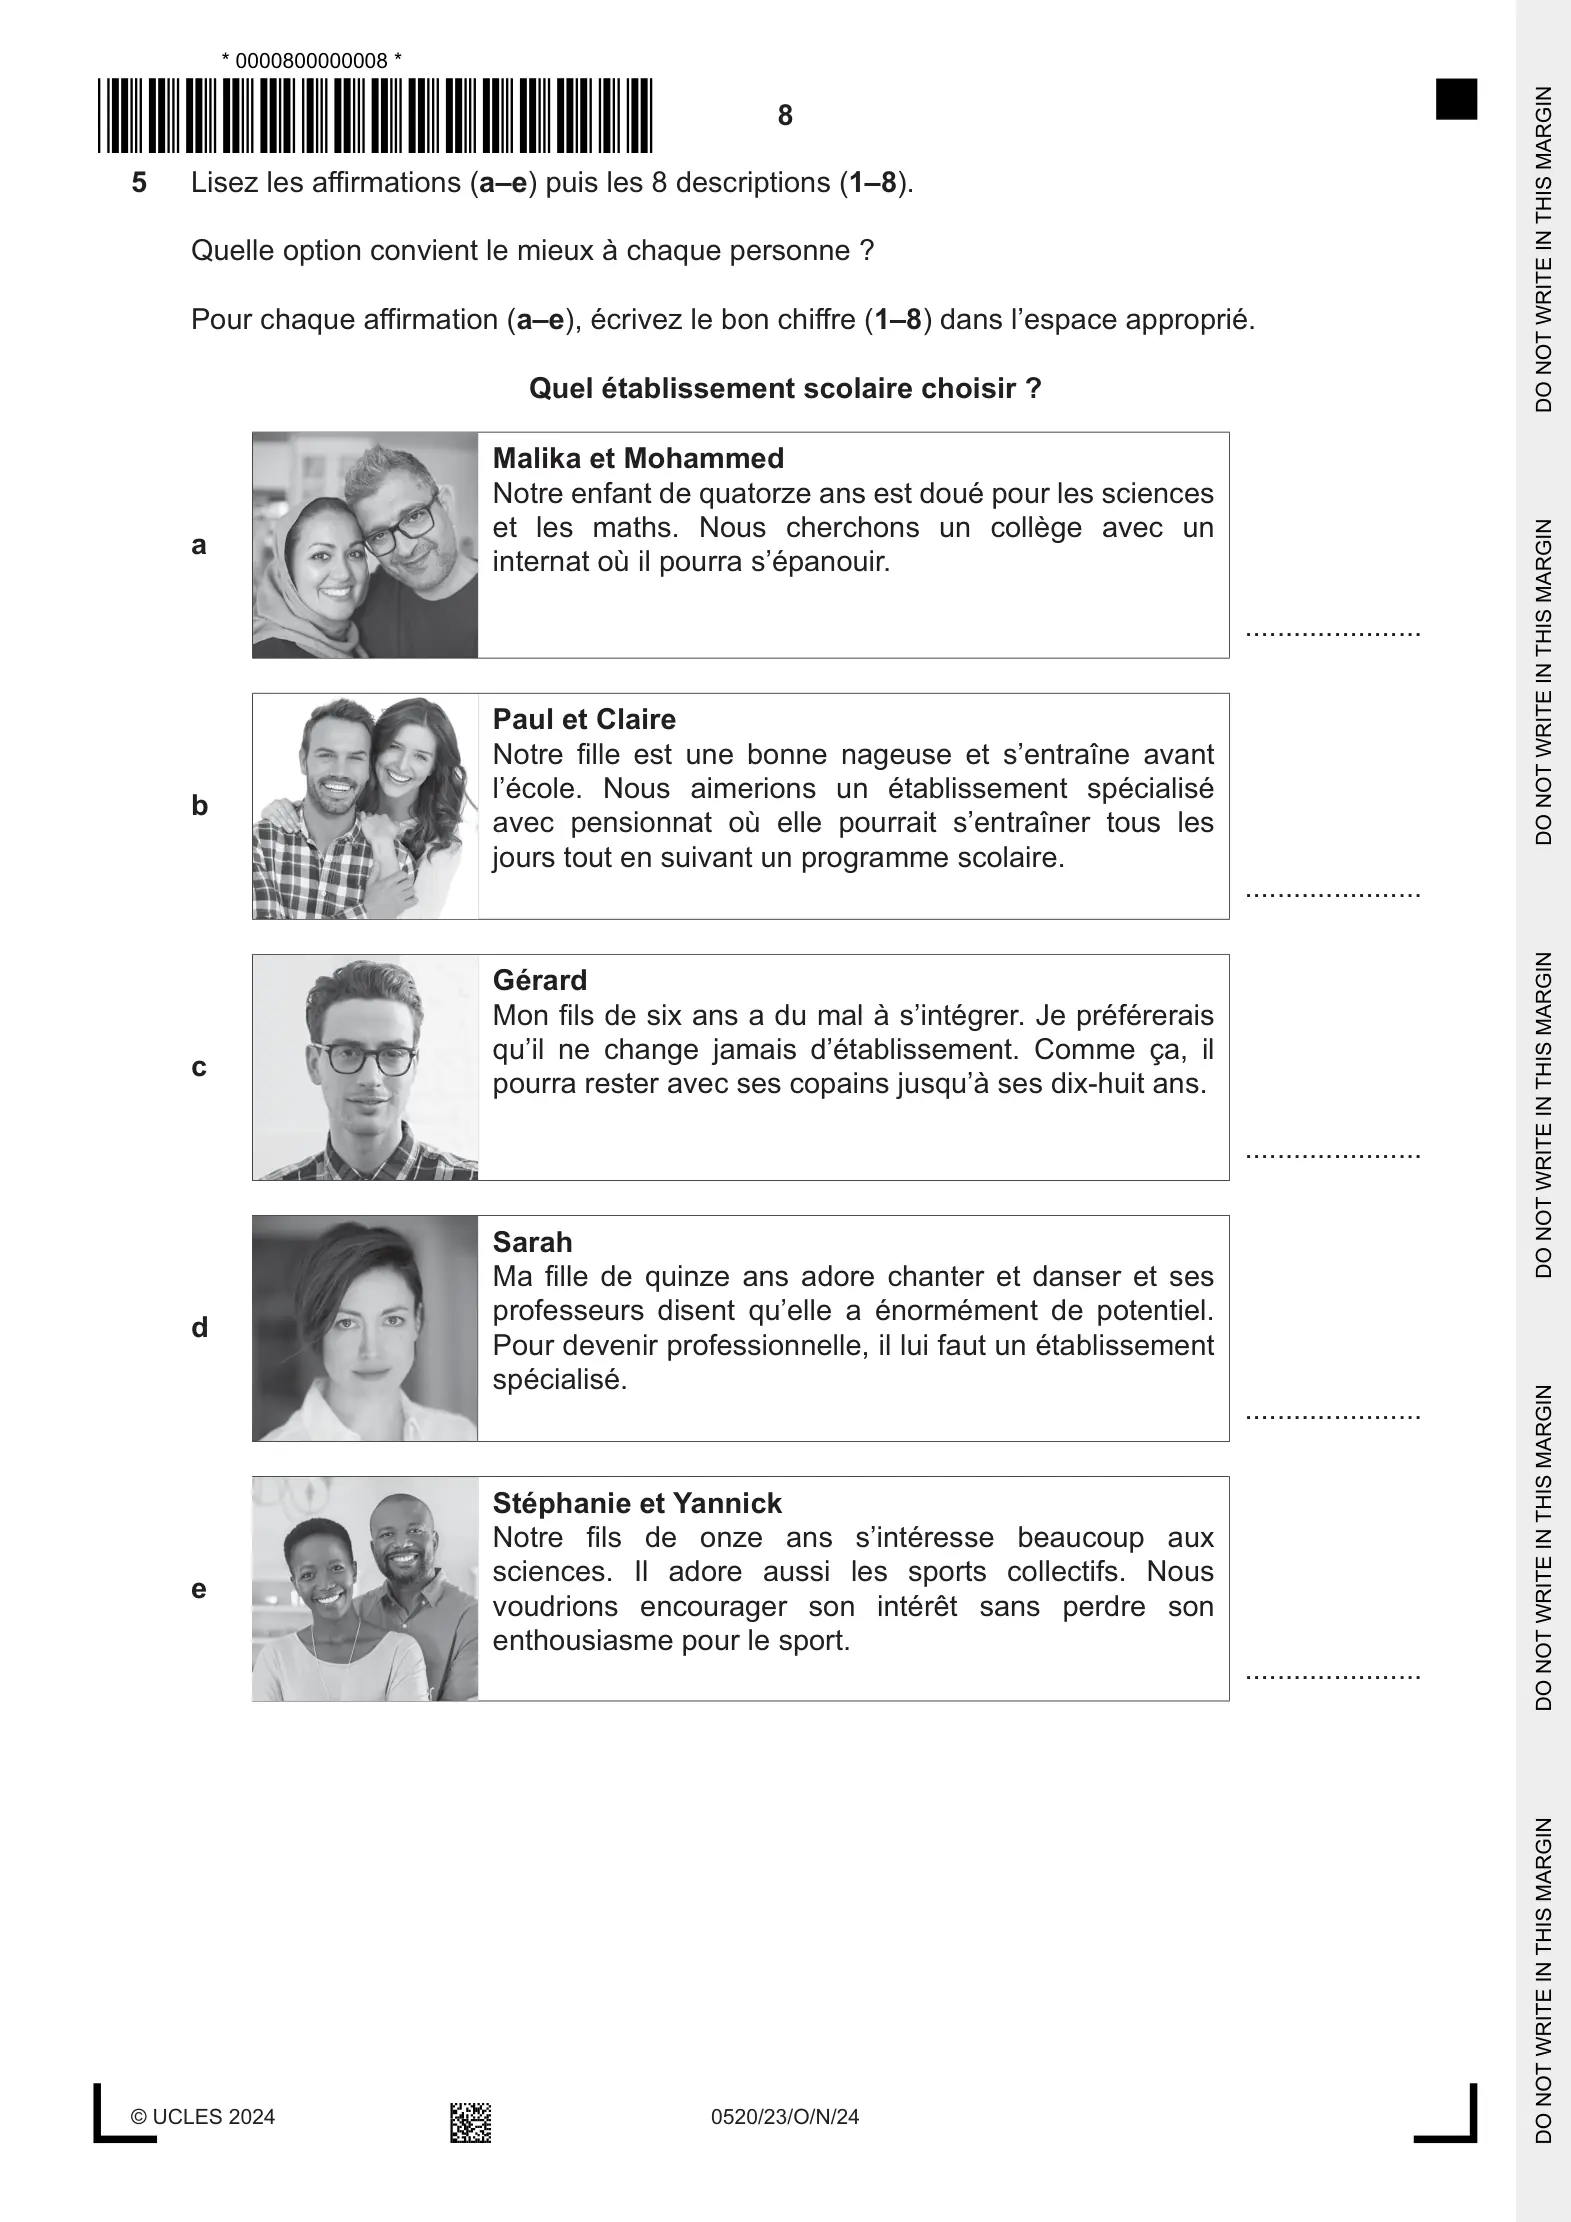 * 0000800000008 *
8
5 Lisez les affirmations (a–e) puis les 8 descriptions (1–8).
Quelle option convient le mieux à chaque personne ?
Pour chaque affirmation (a–e), écrivez le bon chiffre (1–8) dans l’espace approprié.
Quel établissement scolaire choisir ?
a
Malika et Mohammed
Notre enfant de quatorze ans est doué pour les sciences
et les maths. Nous cherchons un collège avec un
internat où il pourra s’épanouir.
......................
b
Paul et Claire
Notre fille est une bonne nageuse et s’entraîne avant
l’école. Nous aimerions un établissement spécialisé
avec pensionnat où elle pourrait s’entraîner tous les
jours tout en suivant un programme scolaire.
......................
c
Gérard
Mon fils de six ans a du mal à s’intégrer. Je préférerais
qu’il ne change jamais d’établissement. Comme ça, il
pourra rester avec ses copains jusqu’à ses dix-huit ans.
......................
d
Sarah
Ma fille de quinze ans adore chanter et danser et ses
professeurs disent qu’elle a énormément de potentiel.
Pour devenir professionnelle, il lui faut un établissement
spécialisé.
......................
e
Stéphanie et Yannick
Notre fils de onze ans s’intéresse beaucoup aux
sciences. Il adore aussi les sports collectifs. Nous
voudrions encourager son intérêt sans perdre son
enthousiasme pour le sport.
......................
© UCLES 2024
0520/23/O/N/24
DO NOT WRITE IN THIS MARGIN
DO NOT WRITE IN THIS MARGIN
DO NOT WRITE IN THIS MARGIN
DO NOT WRITE IN THIS MARGIN
DO NOT WRITE IN THIS MARGIN